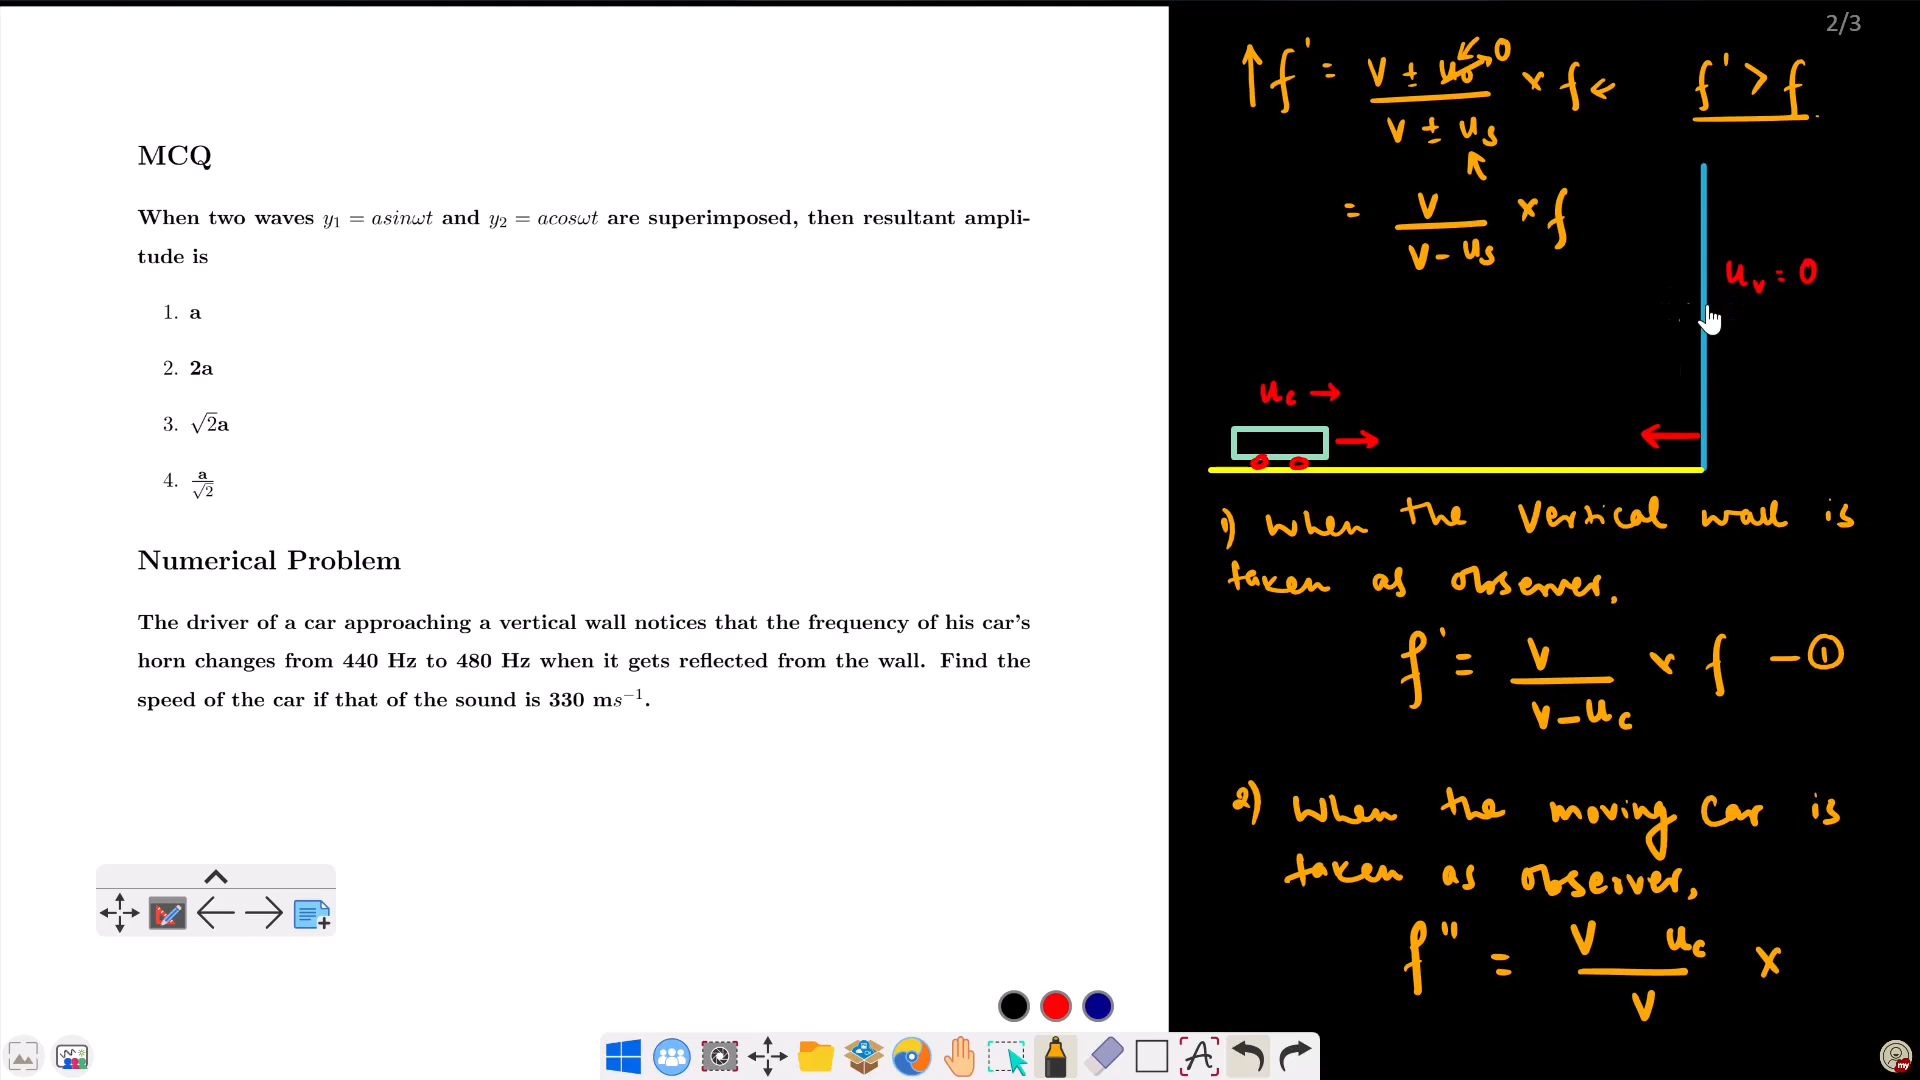 2/3
MCQ
When two waves y₁ = asinωt and y₂ = acosωt are superimposed, then resultant ampli-
tude is
1. a
2. 2a
3. √2a
4. a/√2
Numerical Problem
The driver of a car approaching a vertical wall notices that the frequency of his car's
horn changes from 440 Hz to 480 Hz when it gets reflected from the wall. Find the
speed of the car if that of the sound is 330 ms⁻¹.
↑f' = (v ± u₀→0)/(v ± uₛ) × f ← f' > f
= v/(v - uₛ) × f
uᵥ = 0
u꜀ →
1) When the vertical wall is
taken as observer.
f' = v/(v - u꜀) × f - ①
2) When the moving car is
taken as observer,
f'' = (v u꜀)/v ×
my